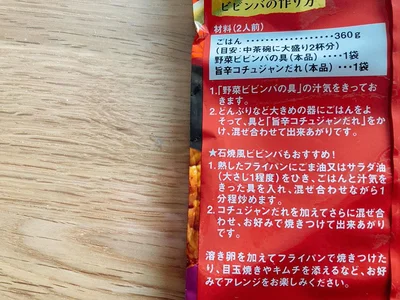 ビビンバの作り方
材料(2人前)
ごはん ・・・・・・・・・・・・・・・・・・360g
(目安：中茶碗に大盛り2杯分)
野菜ビビンバの具(本品) ・・・・1袋
旨辛コチュジャンだれ(本品) ・・・1袋
1.「野菜ビビンバの具」の汁気をきってお
きます。
2.どんぶりなど大きめの器にごはんをよ
そって、具と「旨辛コチュジャンだれ」をか
け、混ぜ合わせて出来あがりです。
★石焼風ビビンバもおすすめ！
1.熱したフライパンにごま油又はサラダ油
(大さじ1程度)をひき、ごはんと汁気をき
った具を入れ、混ぜ合わせながら1
分程炒めます。
2.コチュジャンだれを加えてさらに混ぜ合
わせ、お好みで焼きつけて出来あがり
です。
溶き卵を加えてフライパンで焼きつけた
り、目玉焼きやキムチを添えるなど、お好
みでアレンジをお楽しみください。